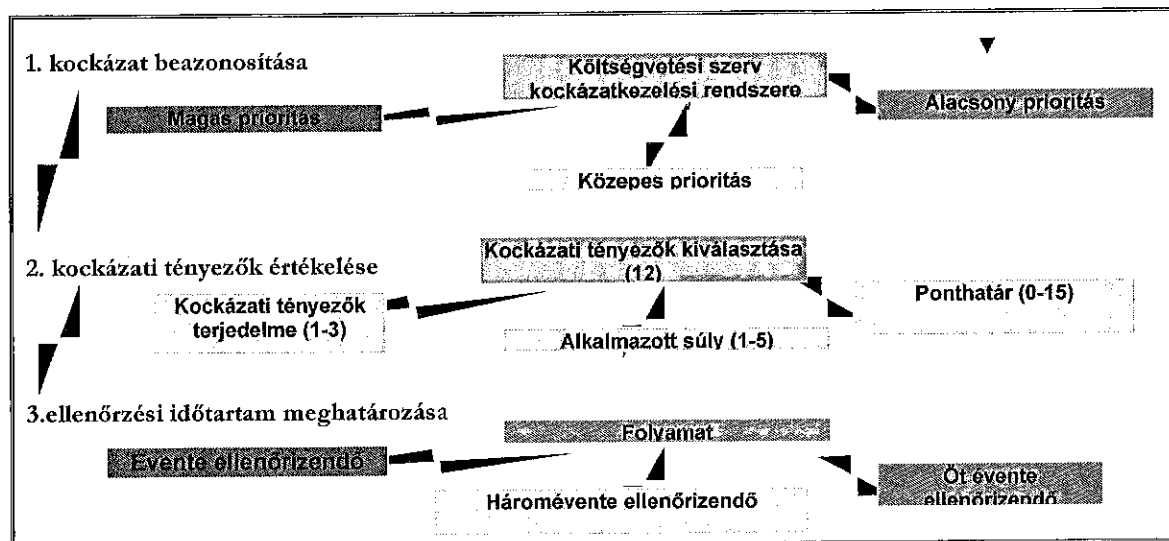 1. kockázat beazonosítása
Költségvetési szerv
kockázatkezelési rendszere
Magas prioritás
Alacsony prioritás
Közepes prioritás
2. kockázati tényezők értékelése
Kockázati tényezők kiválasztása
(12)
Kockázati tényezők
terjedelme (1-3)
Ponthatár (0-15)
Alkalmazott súly (1-5)
3.ellenőrzési időtartam meghatározása
Folyamat
Évente ellenőrizendő
Háromévente ellenőrizendő
Öt évente
ellenőrizendő